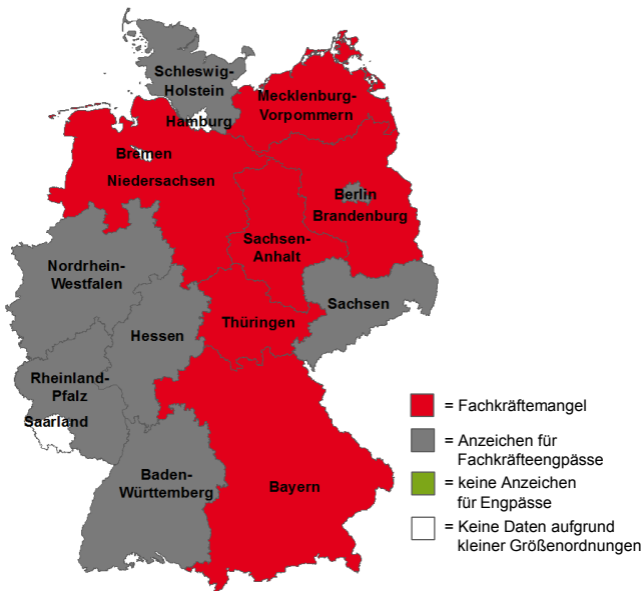 Schleswig-
Holstein
Mecklenburg-
Vorpommern
Hamburg
Bremen
Niedersachsen
Berlin
Brandenburg
Sachsen-
Anhalt
Nordrhein-
Westfalen
Sachsen
Thüringen
Hessen
Rheinland-
Pfalz
Saarland
Baden-
Württemberg
Bayern
= Fachkräftemangel
= Anzeichen für
Fachkräfteengpässe
= keine Anzeichen
für Engpässe
= Keine Daten aufgrund
kleiner Größenordnungen